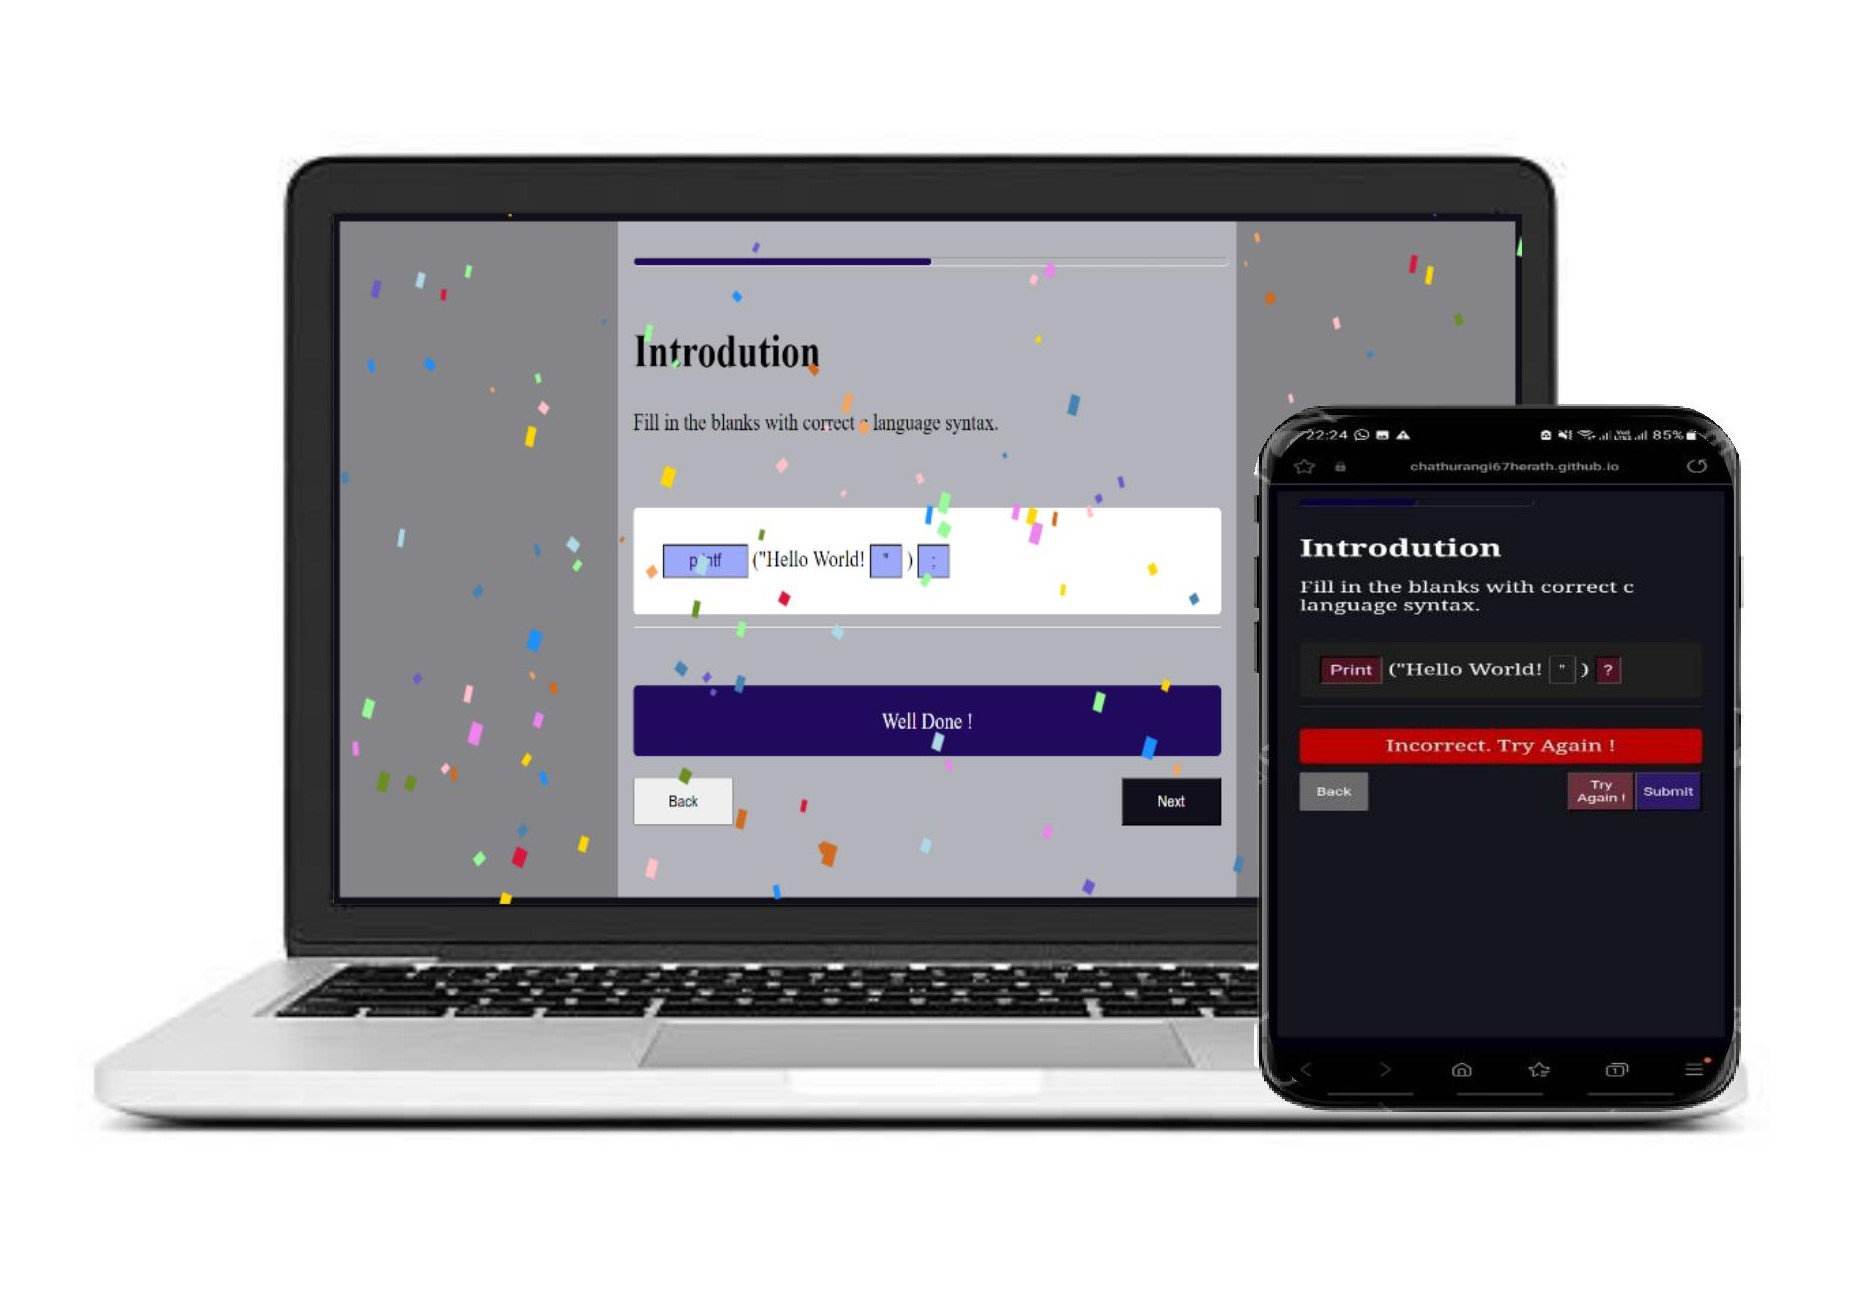 Introdution
Fill in the blanks with correct c language syntax.
printf ("Hello World! " ) ;
Well Done !
Back
Next
22:24
85%
chathurangi67herath.github.io
Introdution
Fill in the blanks with correct c
language syntax.
Print ("Hello World! " ) ?
Incorrect. Try Again !
Back
Try
Again !
Submit
1